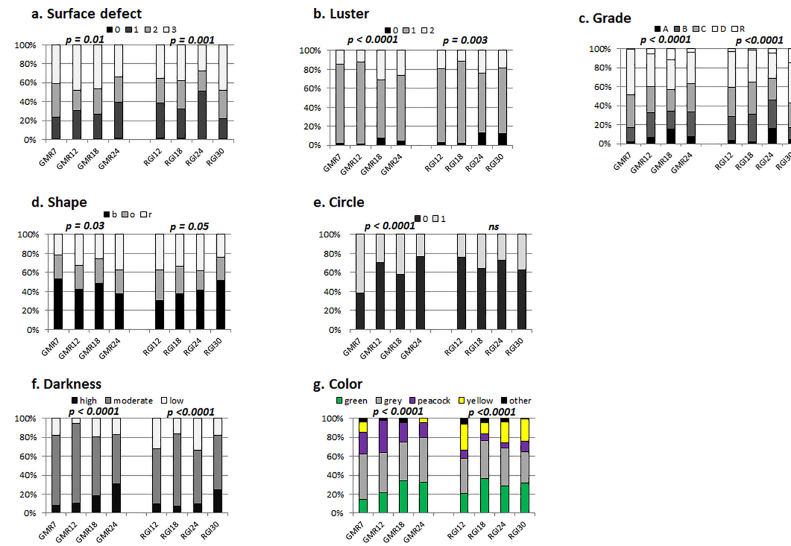 a. Surface defect
0 1 2 3
p = 0.01 p = 0.001
100%
80%
60%
40%
20%
0%
GMR7 GMR12 GMR18 GMR24 RGI12 RGI18 RGI24 RGI30
b. Luster
0 1 2
p < 0.0001 p = 0.003
100%
80%
60%
40%
20%
0%
GMR7 GMR12 GMR18 GMR24 RGI12 RGI18 RGI24 RGI30
c. Grade
A B C D R
p < 0.0001 p <0.0001
100%
80%
60%
40%
20%
0%
GMR7 GMR12 GMR18 GMR24 RGI12 RGI18 RGI24
d. Shape
b o r
p = 0.03 p = 0.05
100%
80%
60%
40%
20%
0%
GMR7 GMR12 GMR18 GMR24 RGI12 RGI18 RGI24 RGI30
e. Circle
0 1
p < 0.0001 ns
100%
80%
60%
40%
20%
0%
GMR7 GMR12 GMR18 GMR24 RGI12 RGI18 RGI24 RGI30
f. Darkness
high moderate low
p < 0.0001 p <0.0001
100%
80%
60%
40%
20%
0%
GMR7 GMR12 GMR18 GMR24 RGI12 RGI18 RGI24 RGI30
g. Color
green grey peacock yellow other
p < 0.0001 p <0.0001
100%
80%
60%
40%
20%
0%
GMR7 GMR12 GMR18 GMR24 RGI12 RGI18 RGI24 RGI30